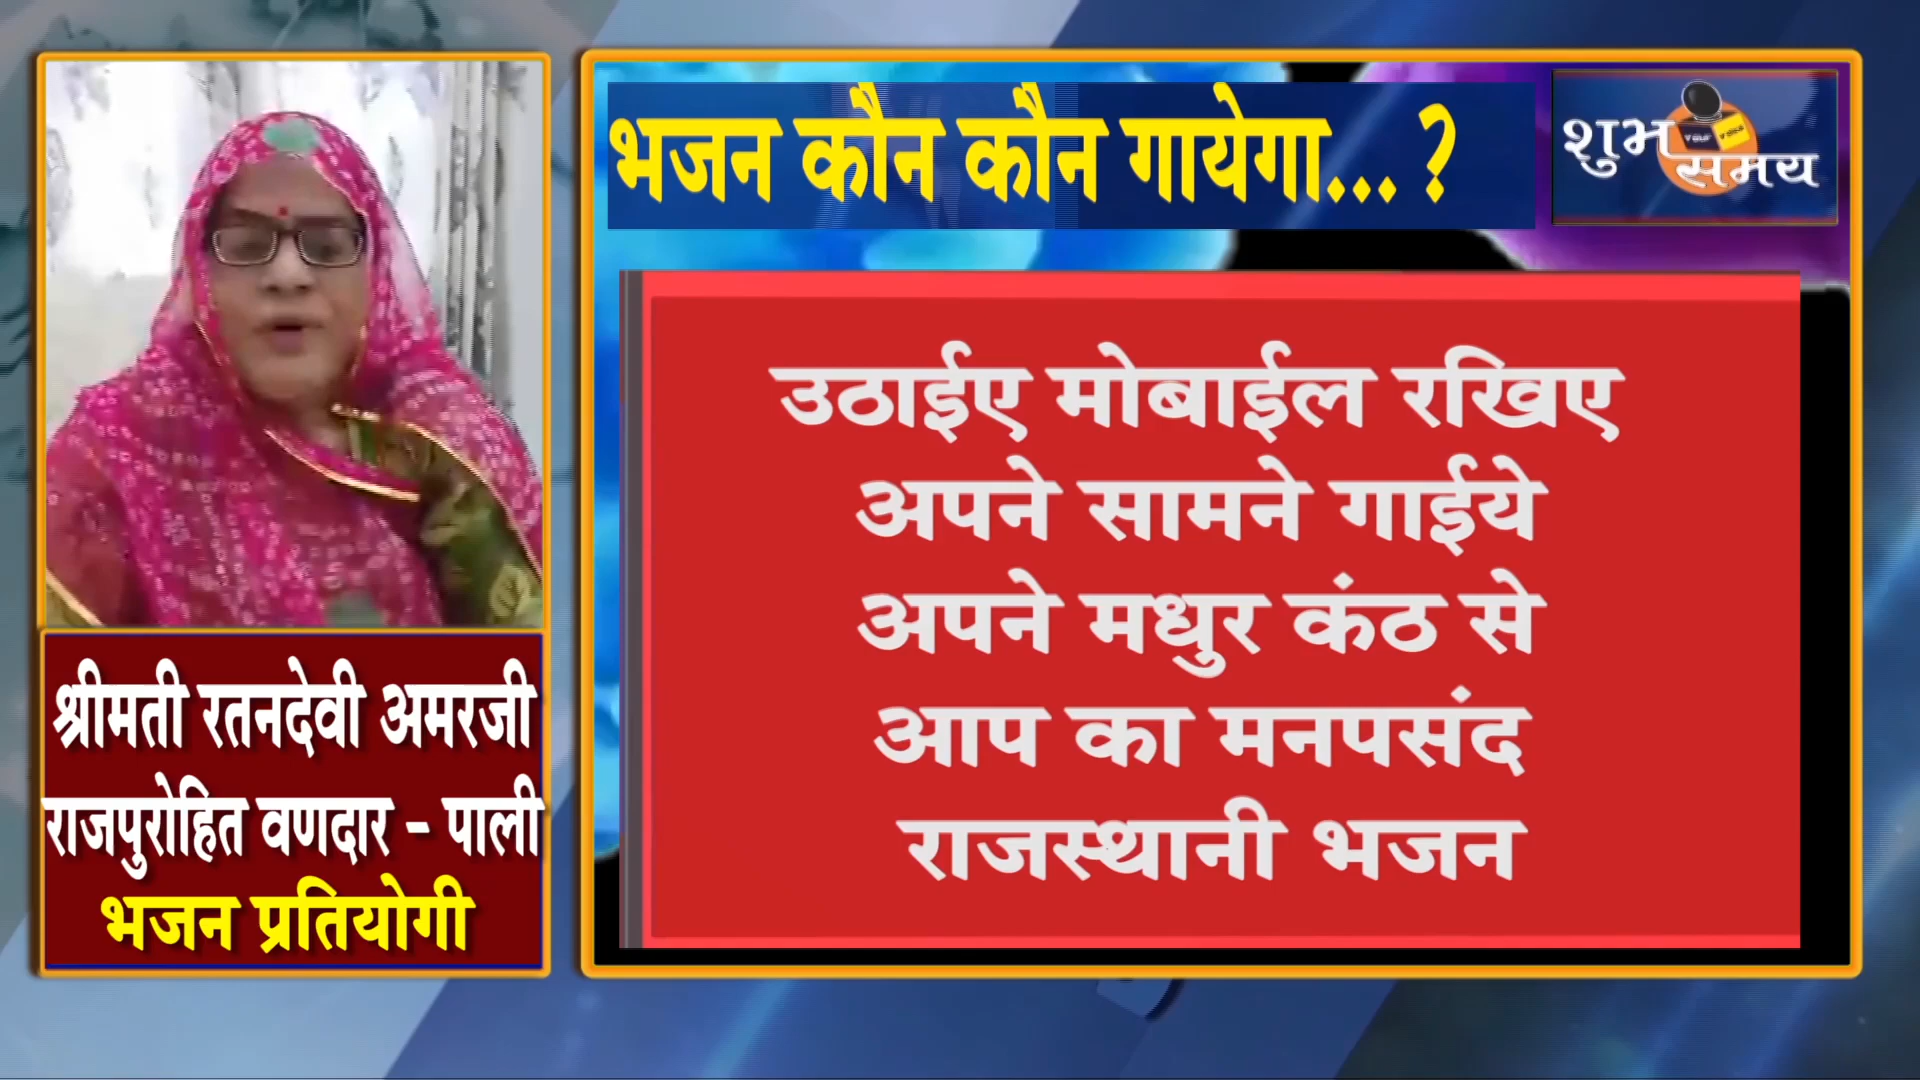 भजन कौन कौन गायेगा... ?
शुभ
समय
उठाईए मोबाईल रखिए
अपने सामने गाईये
अपने मधुर कंठ से
आप का मनपसंद
राजस्थानी भजन
श्रीमती रतनदेवी अमरजी
राजपुरोहित वणदार - पाली
भजन प्रतियोगी